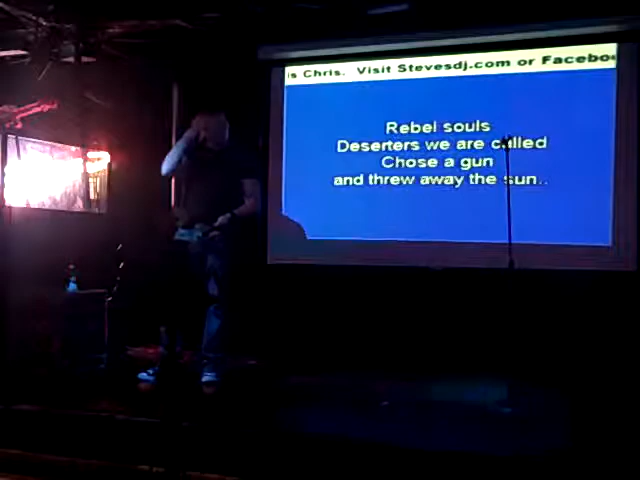 is Chris. Visit Stevesdj.com or Facebo
Rebel souls
Deserters we are called
Chose a gun
and threw away the sun..